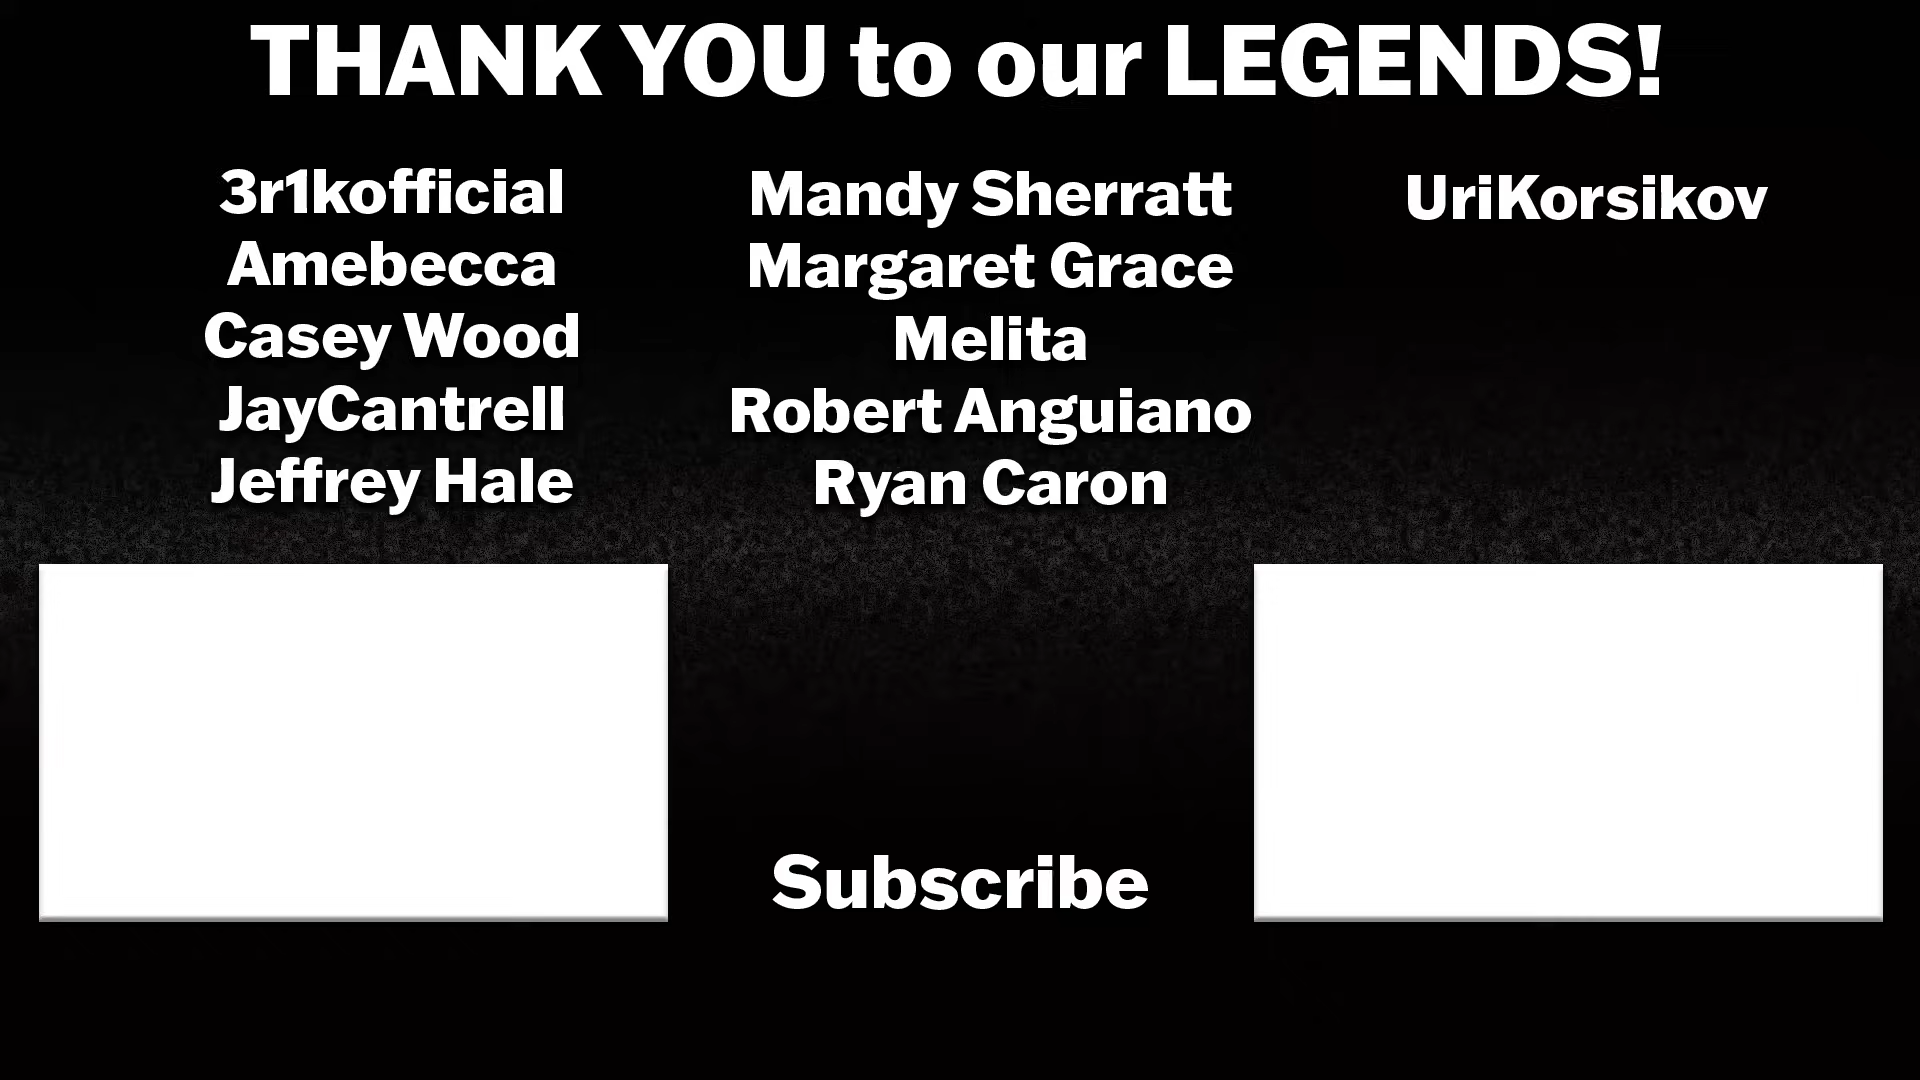 THANK YOU to our LEGENDS!
3r1kofficial
Amebecca
Casey Wood
JayCantrell
Jeffrey Hale
Mandy Sherratt
Margaret Grace
Melita
Robert Anguiano
Ryan Caron
UriKorsikov
Subscribe